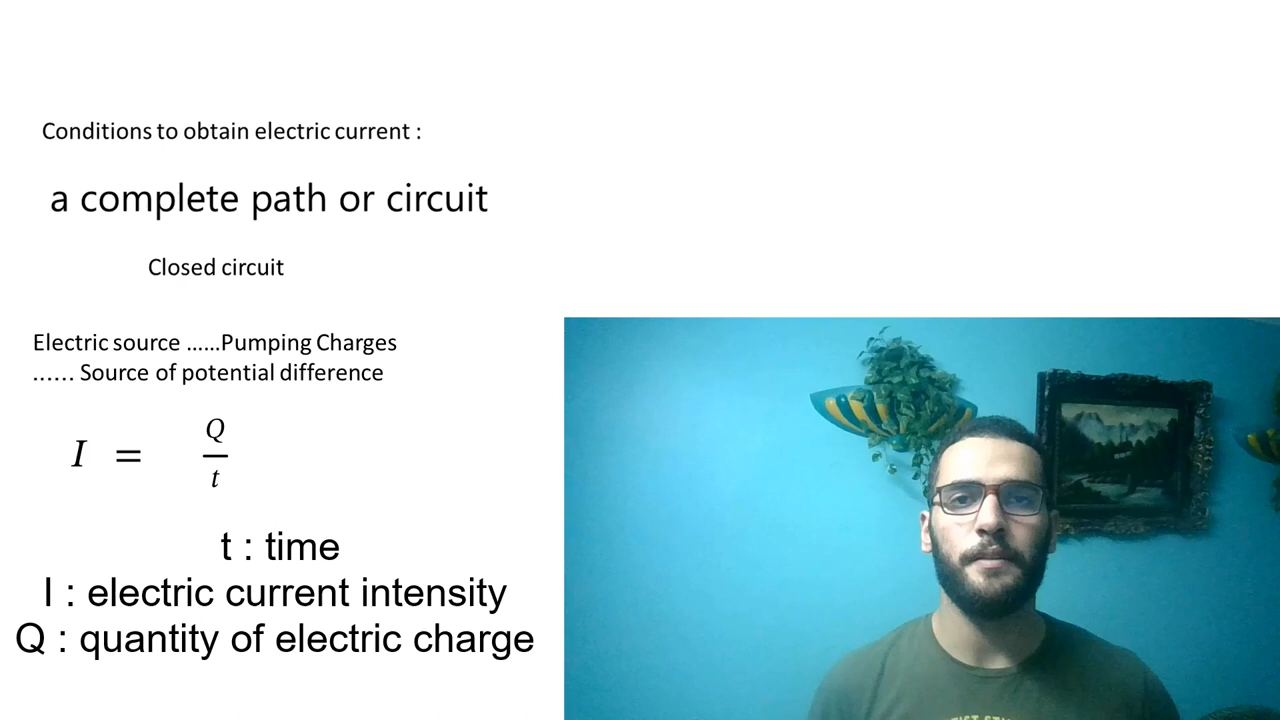 Conditions to obtain electric current :
a complete path or circuit
Closed circuit
Electric source ......Pumping Charges
...... Source of potential difference
I = Q/t
t : time
I : electric current intensity
Q : quantity of electric charge